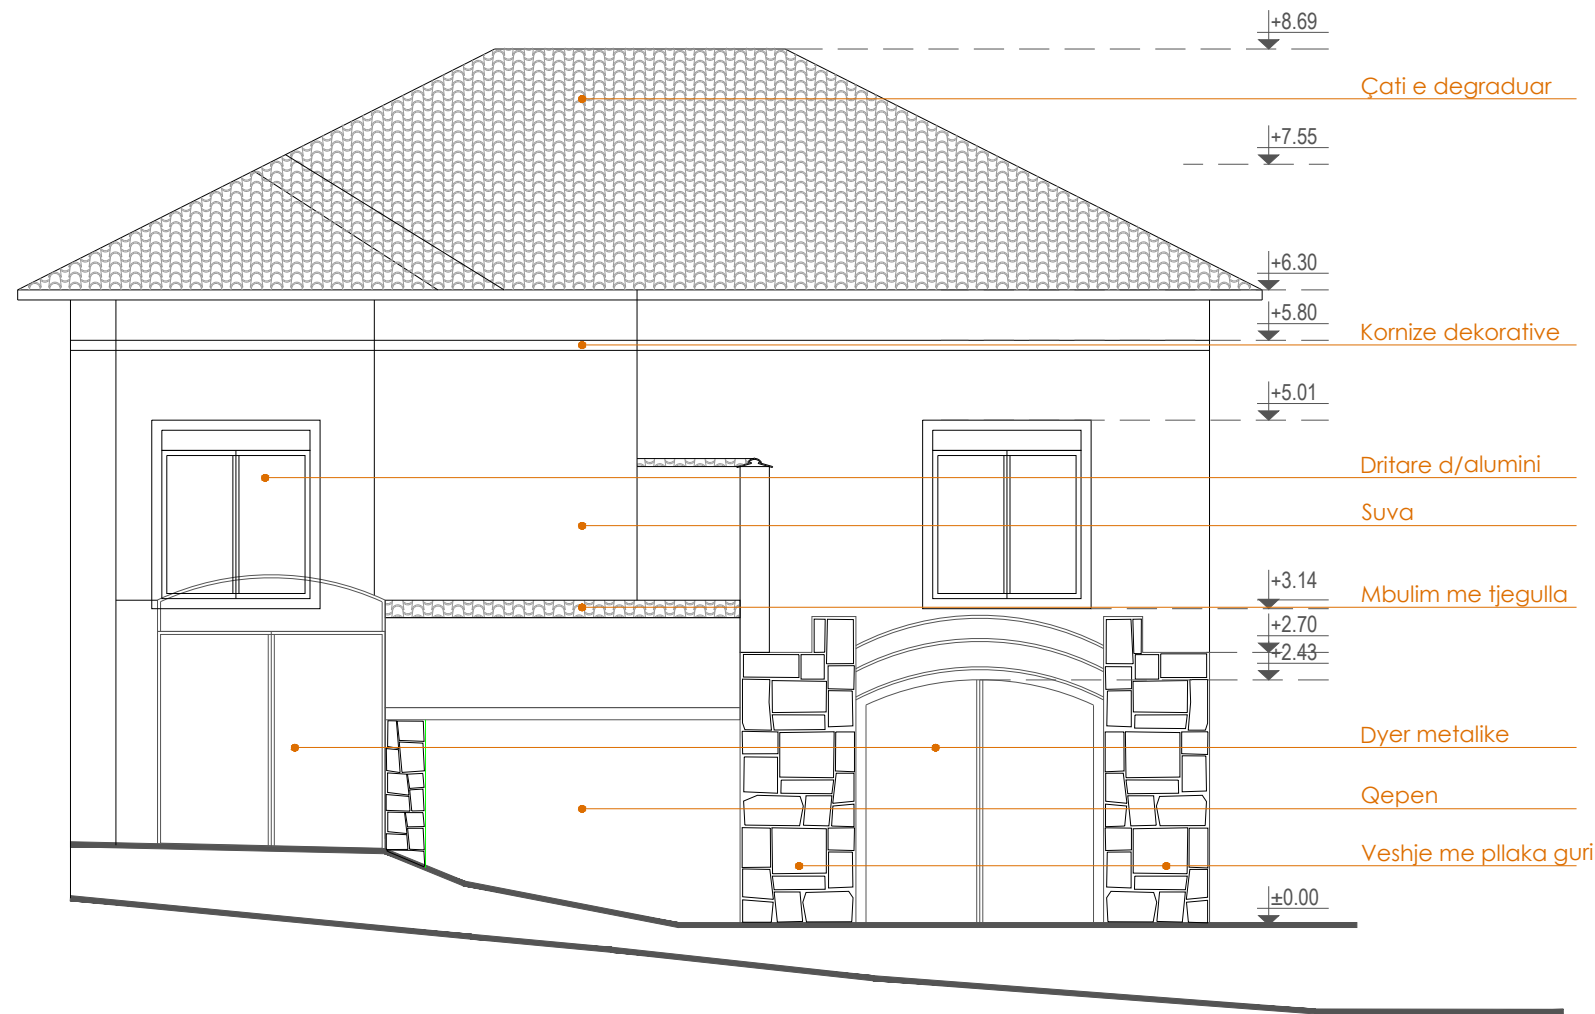 +8.69
Çati e degraduar
+7.55
+6.30
+5.80
Kornize dekorative
+5.01
Dritare d/alumini
Suva
+3.14
Mbulim me tjegulla
+2.70
+2.43
Dyer metalike
Qepen
Veshje me pllaka guri
±0.00